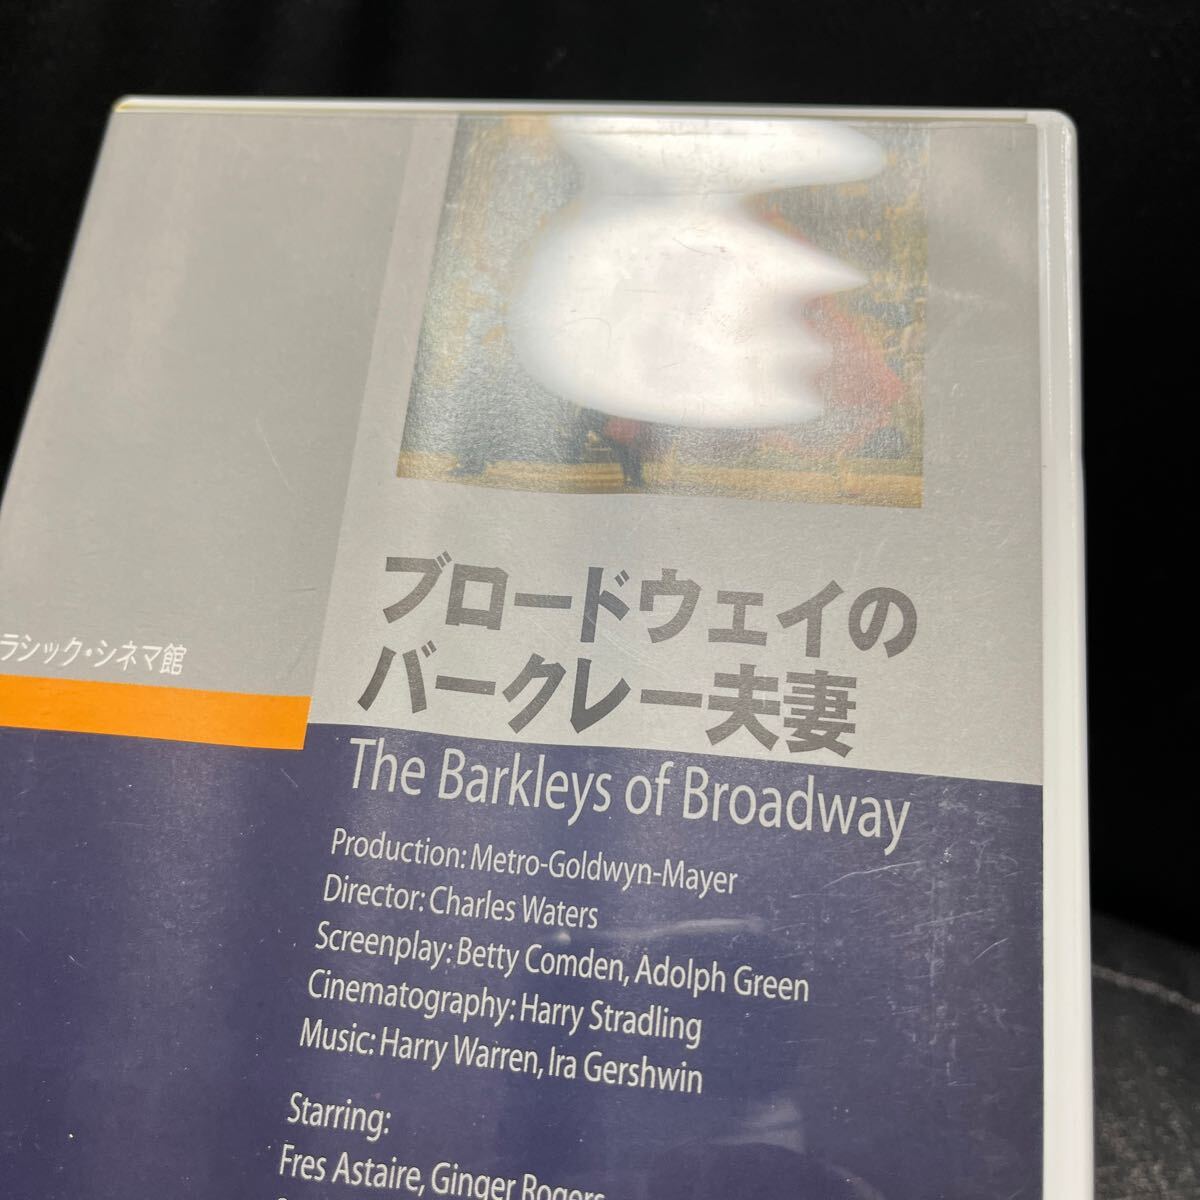 ブロードウェイの
バークレー夫妻
ラシック・シネマ館
The Barkleys of Broadway
Production: Metro-Goldwyn-Mayer
Director: Charles Waters
Screenplay: Betty Comden, Adolph Green
Cinematography: Harry Stradling
Music: Harry Warren, Ira Gershwin
Starring:
Fres Astaire, Ginger Rogers